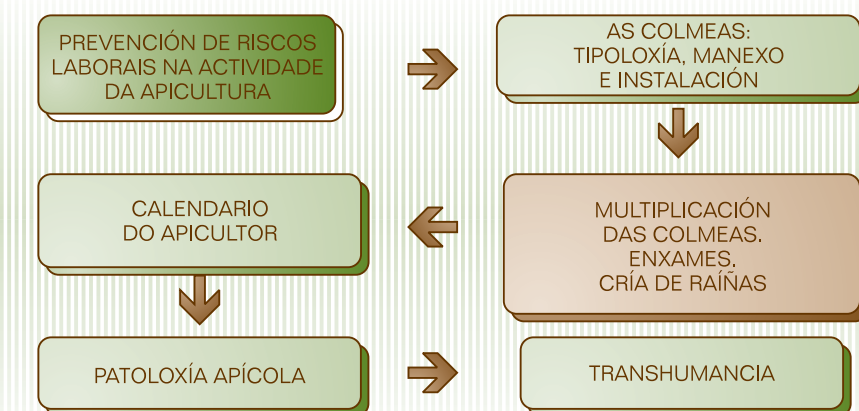 PREVENCIÓN DE RISCOS
LABORAIS NA ACTIVIDADE
DA APICULTURA
AS COLMEAS:
TIPOLOXÍA, MANEXO
E INSTALACIÓN
MULTIPLICACIÓN
DAS COLMEAS.
ENXAMES.
CRÍA DE RAÍÑAS
CALENDARIO
DO APICULTOR
PATOLOXÍA APÍCOLA
TRANSHUMANCIA